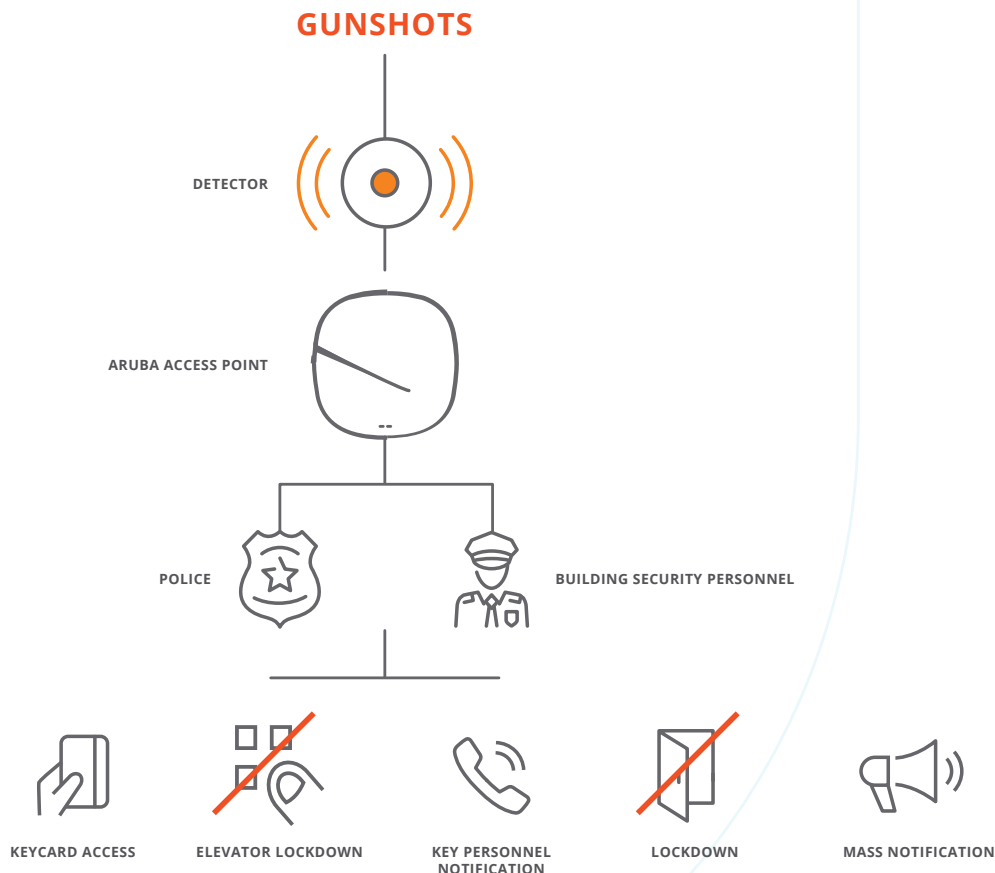 GUNSHOTS
DETECTOR
ARUBA ACCESS POINT
POLICE
BUILDING SECURITY PERSONNEL
KEYCARD ACCESS
ELEVATOR LOCKDOWN
KEY PERSONNEL
NOTIFICATION
LOCKDOWN
MASS NOTIFICATION